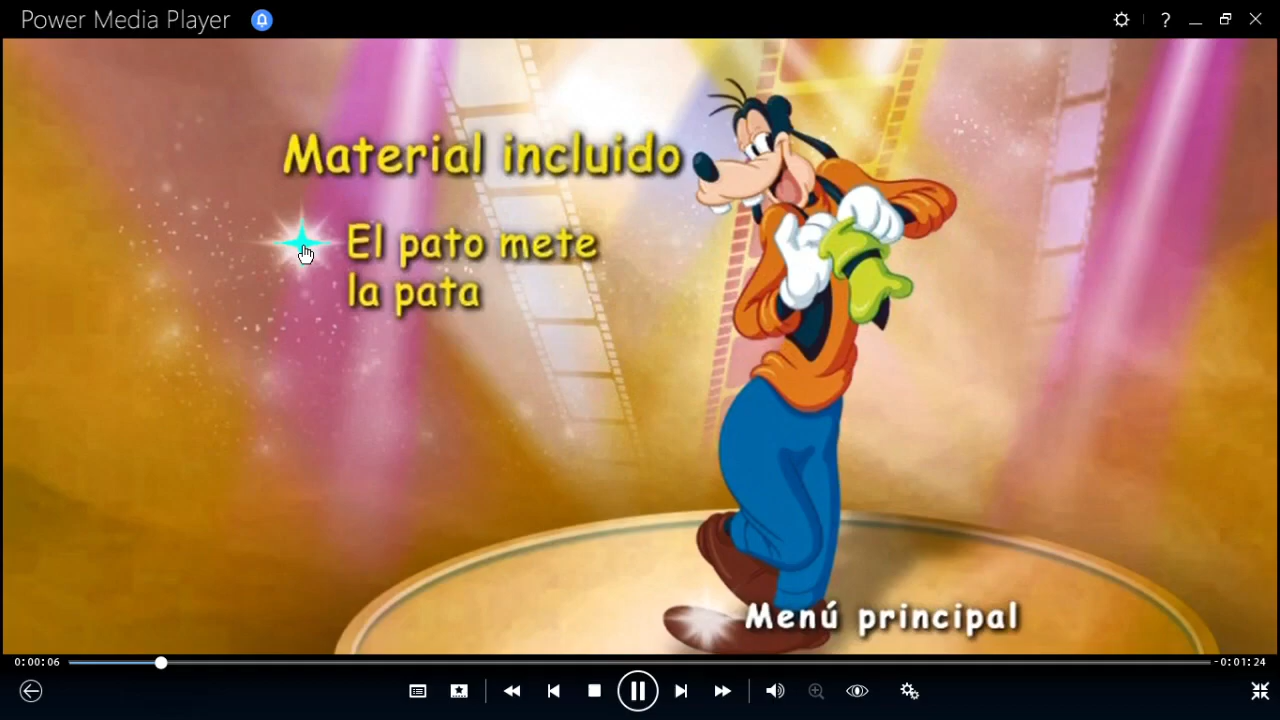 Power Media Player
?
Material incluido
El pato mete
la pata
Menú principal
0:00:06
-0:01:24